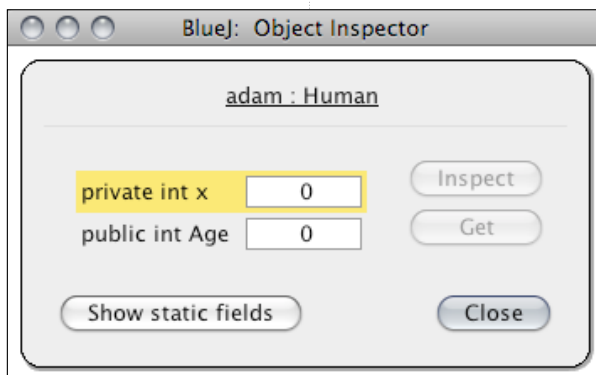 BlueJ: Object Inspector
adam : Human
private int x 0
Inspect
public int Age 0
Get
Show static fields
Close